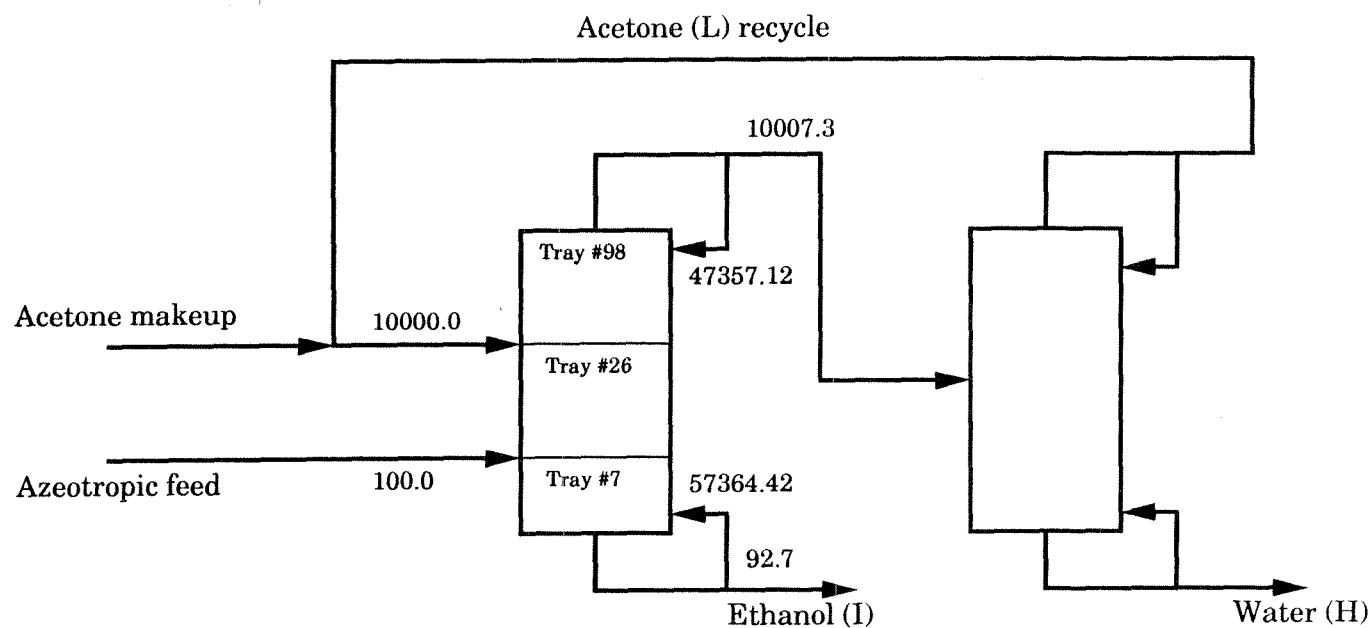 Acetone (L) recycle
10007.3
Tray #98
47357.12
Acetone makeup
10000.0
Tray #26
Azeotropic feed
100.0
Tray #7
57364.42
92.7
Ethanol (I)
Water (H)